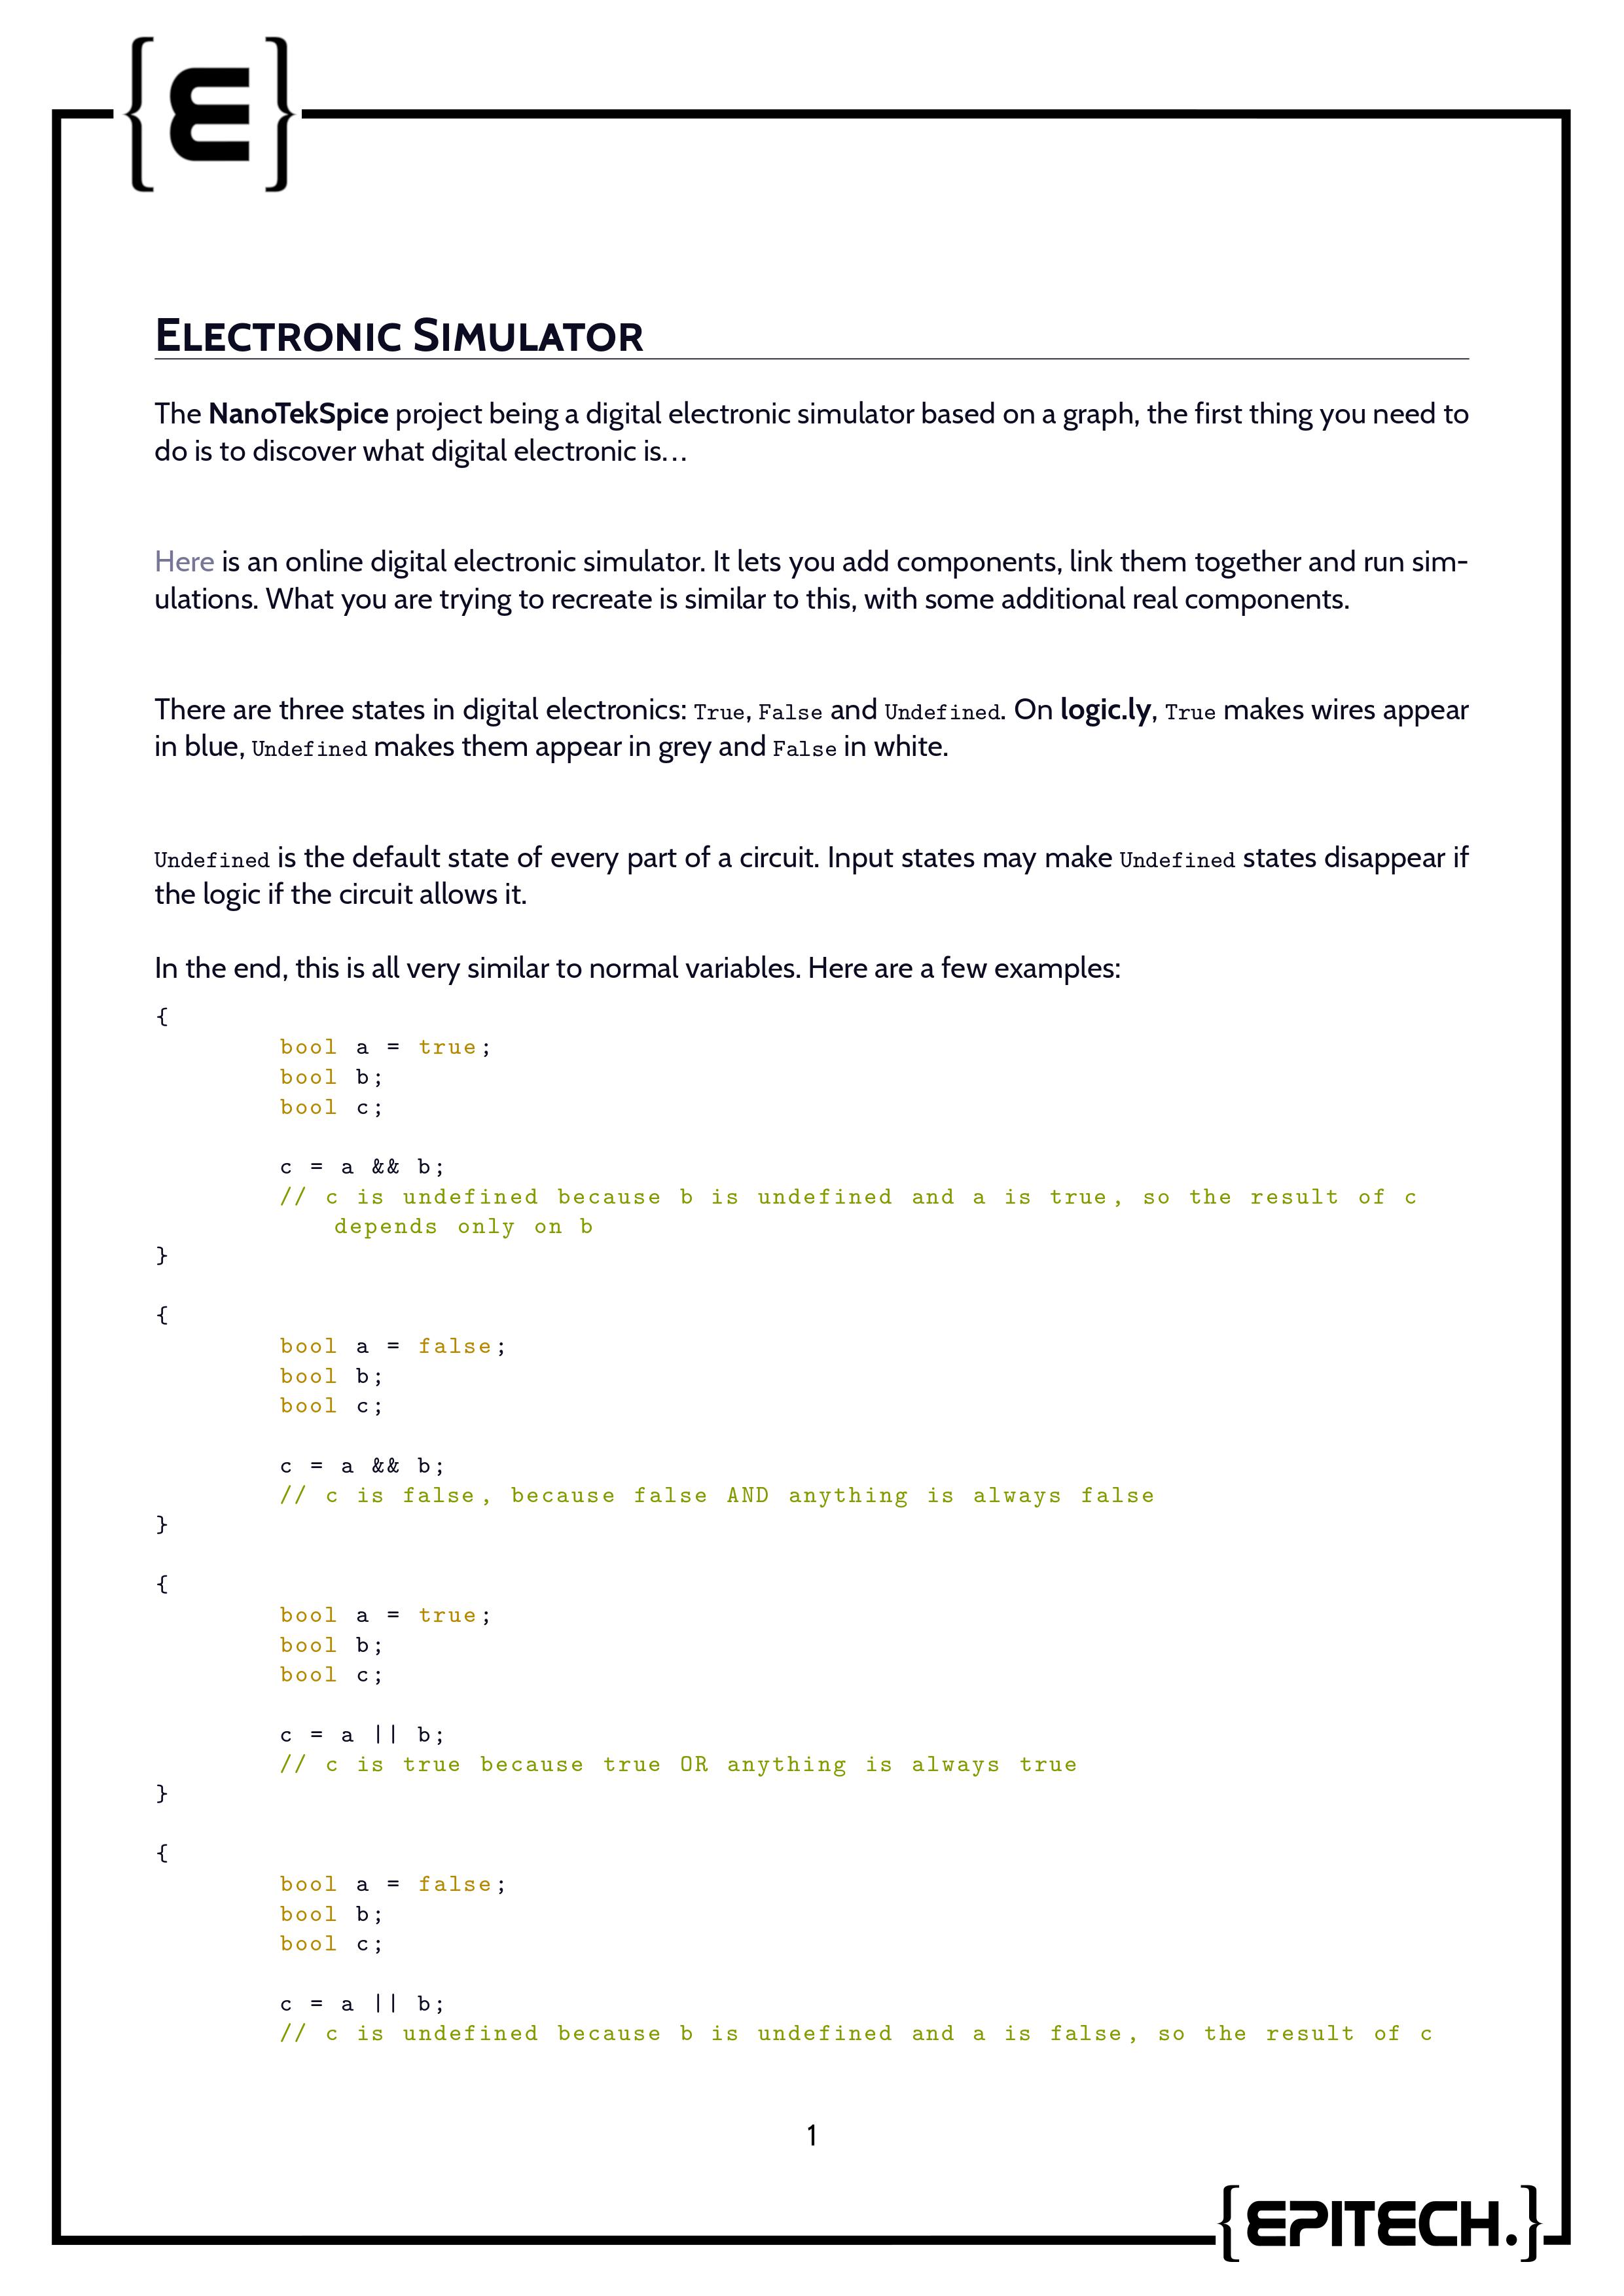 {E}
ELECTRONIC SIMULATOR
The NanoTekSpice project being a digital electronic simulator based on a graph, the first thing you need to
do is to discover what digital electronic is…
Here is an online digital electronic simulator. It lets you add components, link them together and run sim-
ulations. What you are trying to recreate is similar to this, with some additional real components.
There are three states in digital electronics: True, False and Undefined. On logic.ly, True makes wires appear
in blue, Undefined makes them appear in grey and False in white.
Undefined is the default state of every part of a circuit. Input states may make Undefined states disappear if
the logic if the circuit allows it.
In the end, this is all very similar to normal variables. Here are a few examples:
{
bool a = true;
bool b;
bool c;
c = a && b;
// c is undefined because b is undefined and a is true, so the result of c
depends only on b
}
{
bool a = false;
bool b;
bool c;
c = a && b;
// c is false, because false AND anything is always false
}
{
bool a = true;
bool b;
bool c;
c = a || b;
// c is true because true OR anything is always true
}
{
bool a = false;
bool b;
bool c;
c = a || b;
// c is undefined because b is undefined and a is false, so the result of c
1
{EPITECH.}